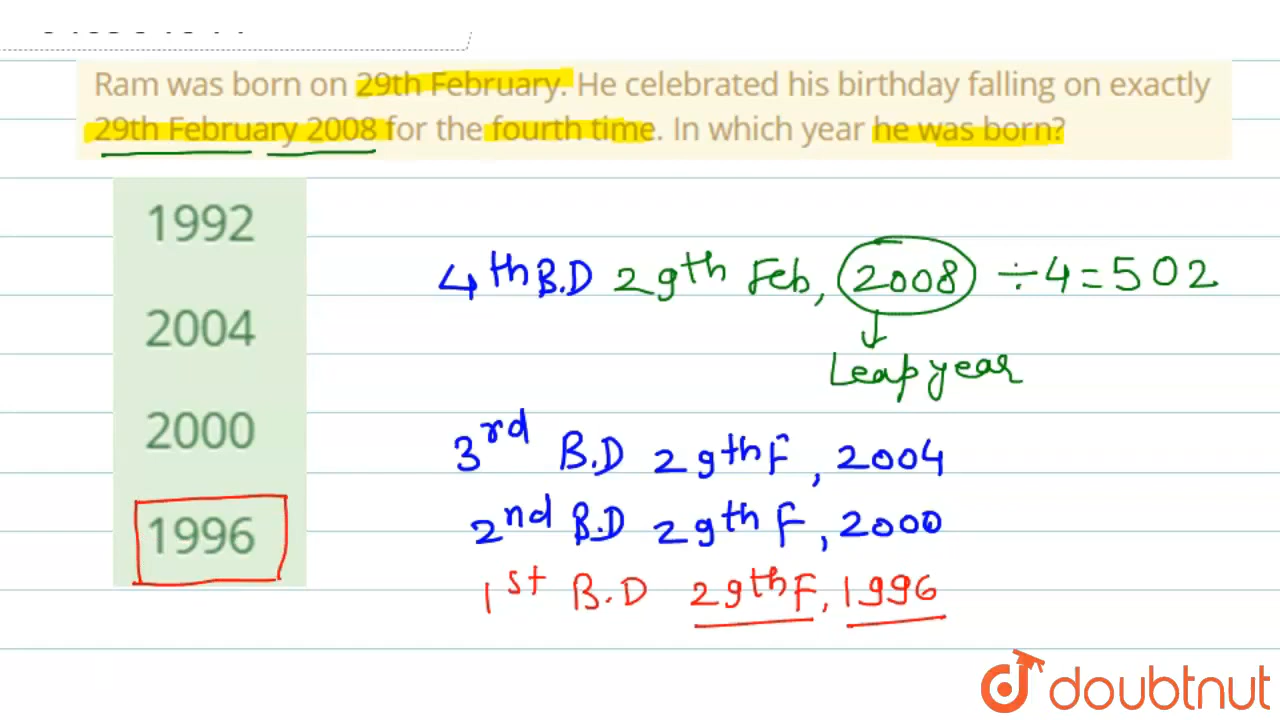 Ram was born on 29th February. He celebrated his birthday falling on exactly
29th February 2008 for the fourth time. In which year he was born?
1992
2004
2000
1996
4th B.D 29th Feb, 2008 ÷ 4 = 502
Leap year
3rd B.D 29th F, 2004
2nd B.D 29th F, 2000
1st B.D 29th F, 1996
doubtnut